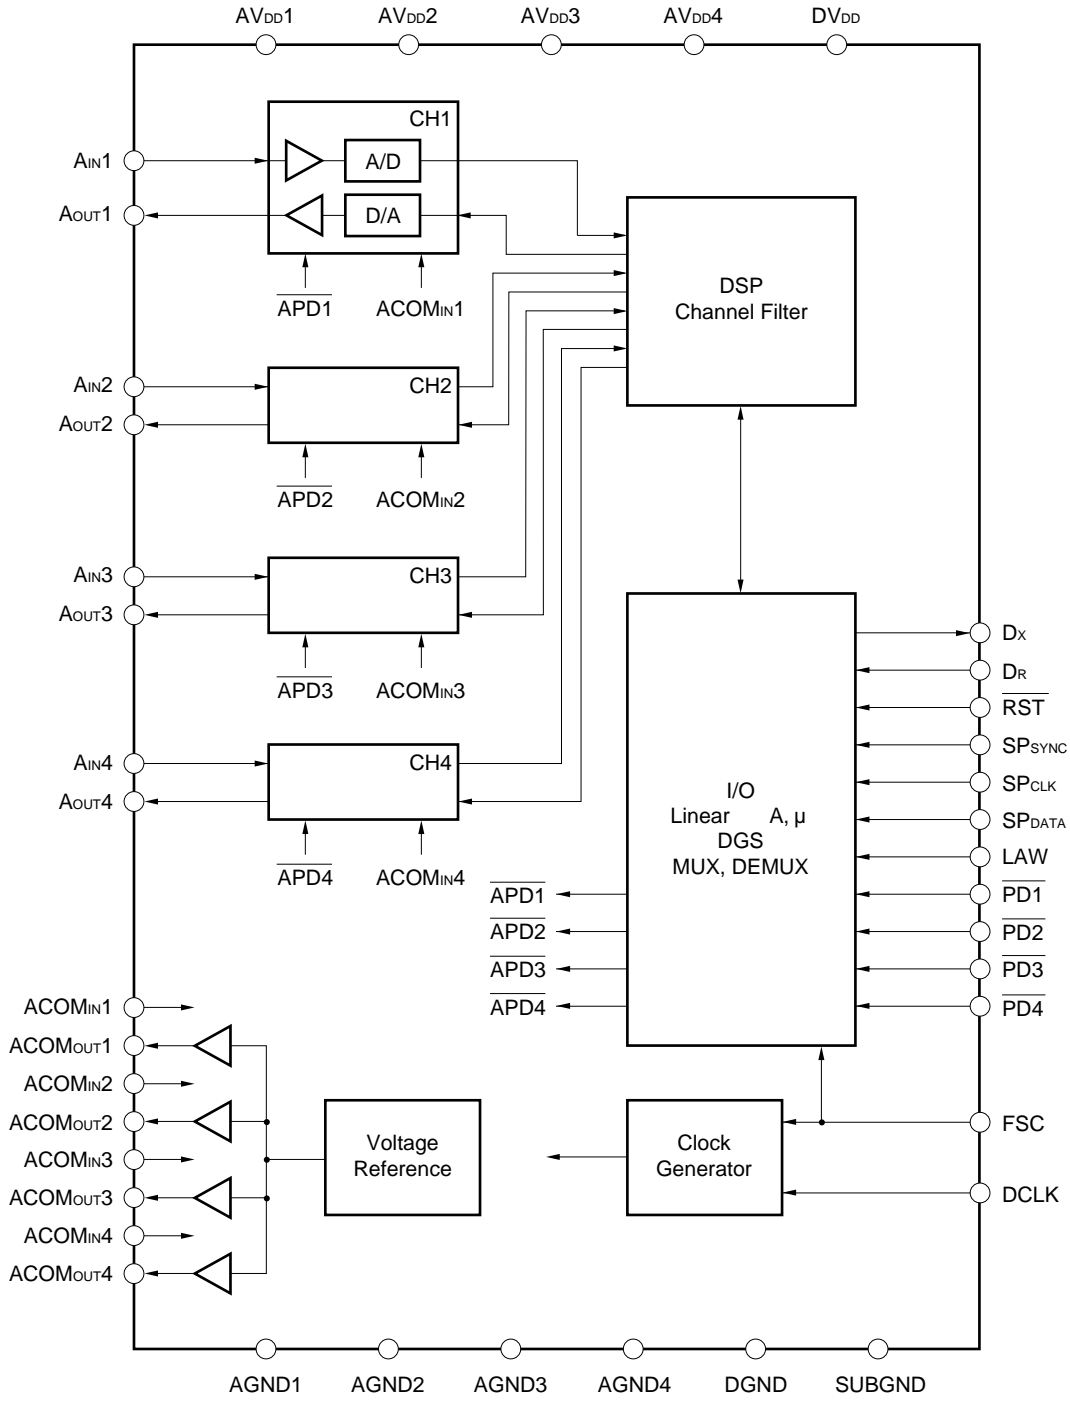 AVDD1 AVDD2 AVDD3 AVDD4 DVDD
CH1
AIN1
A/D
AOUT1
D/A
DSP
Channel Filter
APD1 ACOMIN1
AIN2
CH2
AOUT2
APD2 ACOMIN2
AIN3
CH3
AOUT3
APD3 ACOMIN3
AIN4
CH4
AOUT4
APD4 ACOMIN4
I/O
Linear A, μ
DGS
MUX, DEMUX
APD1
APD2
APD3
APD4
DX
DR
RST
SPSYNC
SPCLK
SPDATA
LAW
PD1
PD2
PD3
PD4
ACOMIN1
ACOMOUT1
ACOMIN2
ACOMOUT2
ACOMIN3
ACOMOUT3
ACOMIN4
ACOMOUT4
Voltage
Reference
Clock
Generator
FSC
DCLK
AGND1 AGND2 AGND3 AGND4 DGND SUBGND